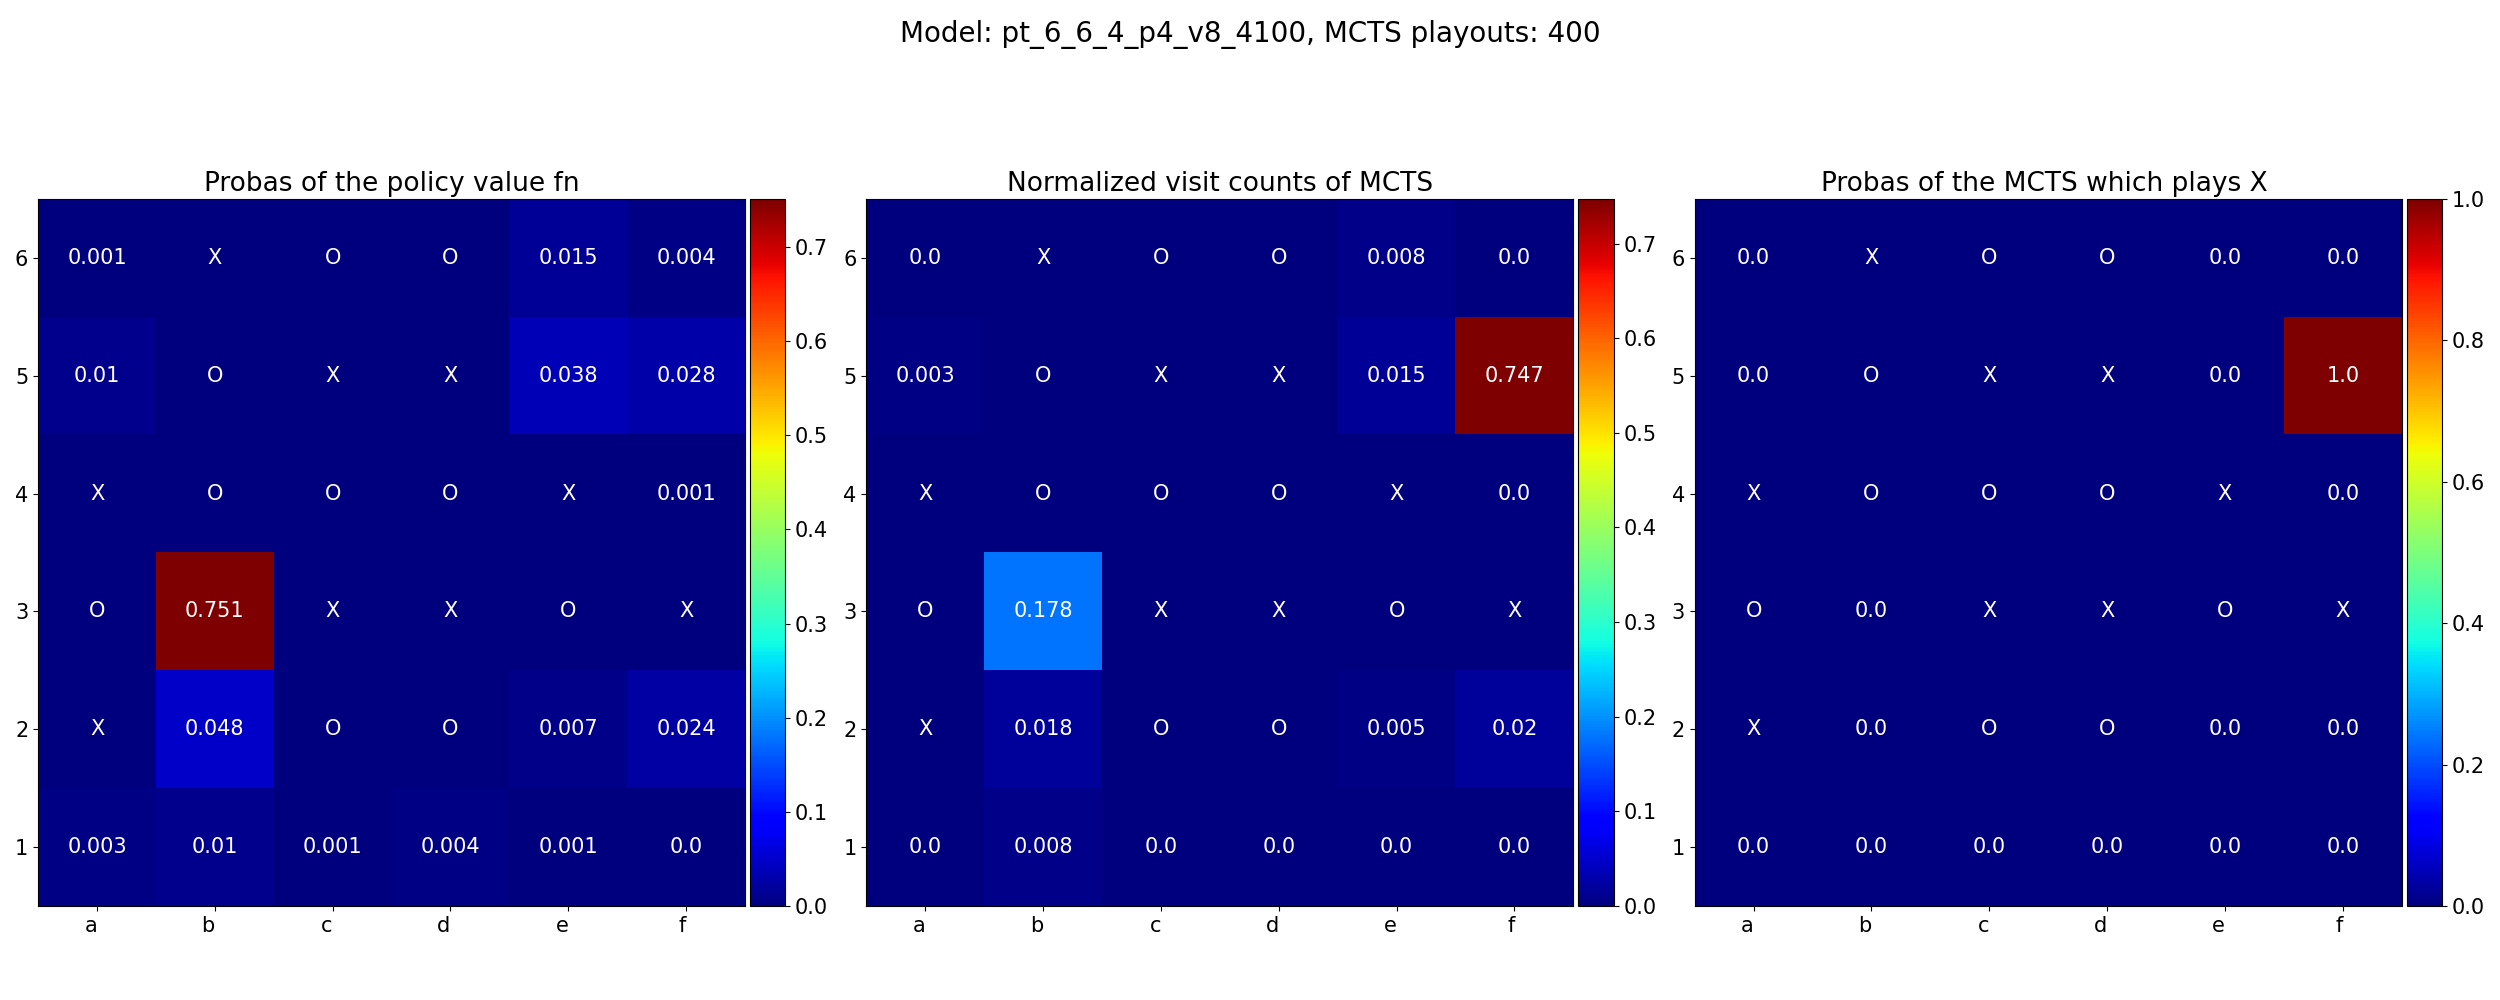 Model: pt_6_6_4_p4_v8_4100, MCTS playouts: 400
Probas of the policy value fn
6 0.001 X O O 0.015 0.004
5 0.01 O X X 0.038 0.028
4 X O O O X 0.001
3 O 0.751 X X O X
2 X 0.048 O O 0.007 0.024
1 0.003 0.01 0.001 0.004 0.001 0.0
a b c d e f
0.7
0.6
0.5
0.4
0.3
0.2
0.1
0.0
Normalized visit counts of MCTS
6 0.0 X O O 0.008 0.0
5 0.003 O X X 0.015 0.747
4 X O O O X 0.0
3 O 0.178 X X O X
2 X 0.018 O O 0.005 0.02
1 0.0 0.008 0.0 0.0 0.0 0.0
a b c d e f
0.7
0.6
0.5
0.4
0.3
0.2
0.1
0.0
Probas of the MCTS which plays X
6 0.0 X O O 0.0 0.0
5 0.0 O X X 0.0 1.0
4 X O O O X 0.0
3 O 0.0 X X O X
2 X 0.0 O O 0.0 0.0
1 0.0 0.0 0.0 0.0 0.0 0.0
a b c d e f
1.0
0.8
0.6
0.4
0.2
0.0